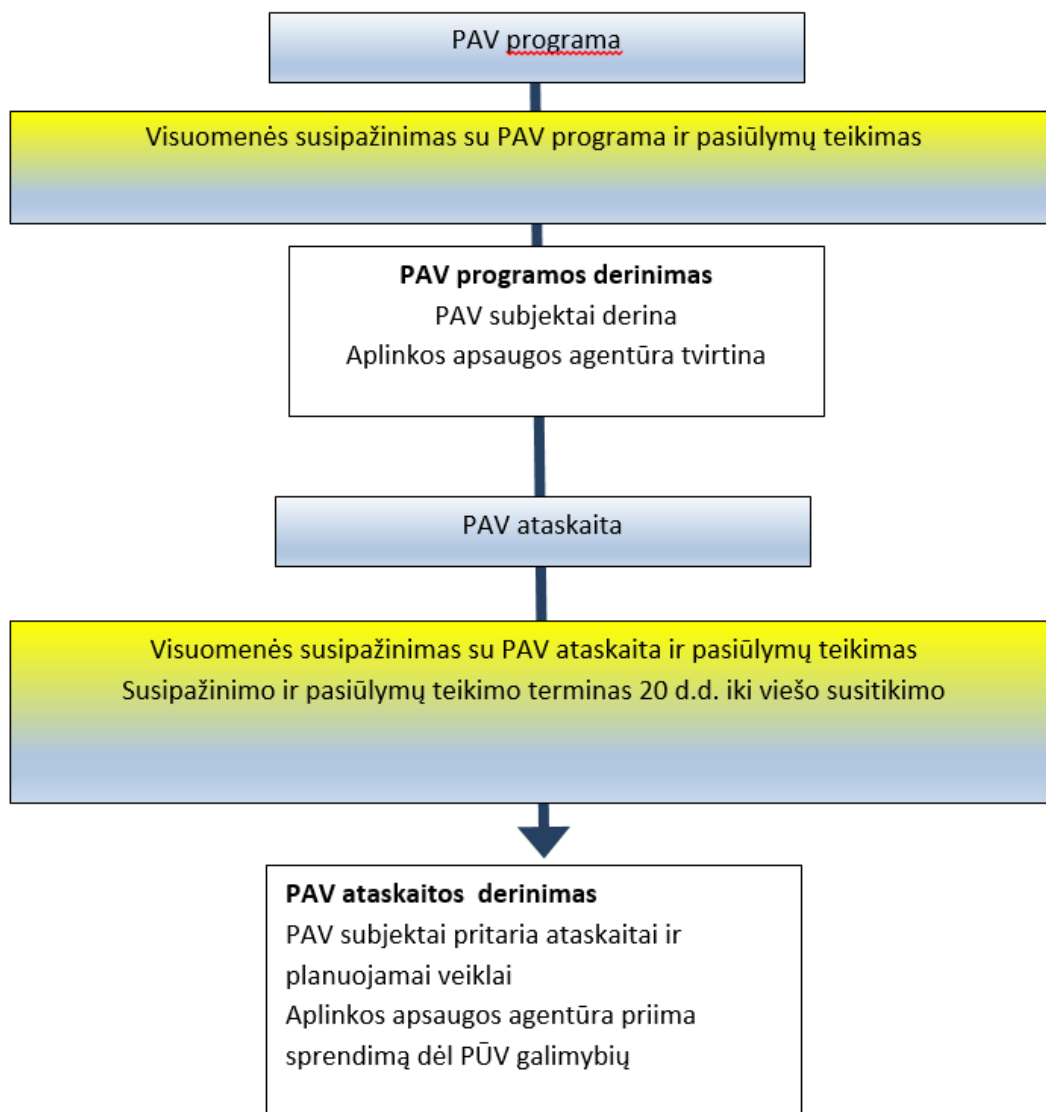 PAV programa
Visuomenės susipažinimas su PAV programa ir pasiūlymų teikimas
PAV programos derinimas
PAV subjektai derina
Aplinkos apsaugos agentūra tvirtina
PAV ataskaita
Visuomenės susipažinimas su PAV ataskaita ir pasiūlymų teikimas
Susipažinimo ir pasiūlymų teikimo terminas 20 d.d. iki viešo susitikimo
PAV ataskaitos derinimas
PAV subjektai pritaria ataskaitai ir
planuojamai veiklai
Aplinkos apsaugos agentūra priima
sprendimą dėl PŪV galimybių